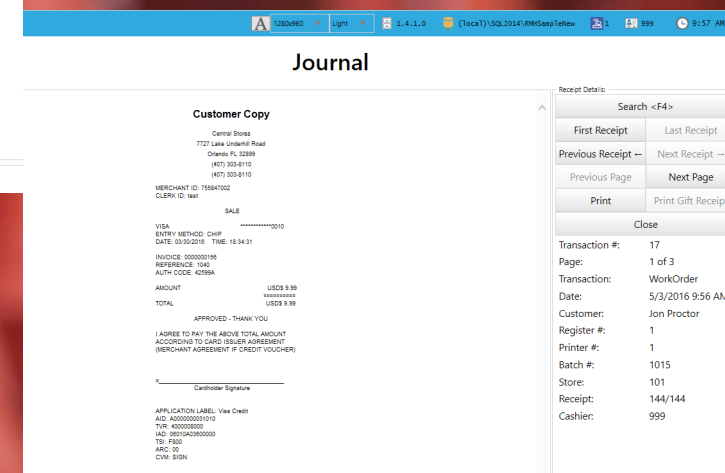 1280x960 Light 1.4.1.0 (local)\SQL2014\RMHSampleNew 1 999 9:57 AM
Journal
Customer Copy
Central Stores
7727 Lake Underhill Road
Orlando FL 32899
(407) 303-8110
(407) 303-8110
MERCHANT ID: 755847002
CLERK ID: test
SALE
VISA ************0010
ENTRY METHOD: CHIP
DATE: 03/30/2016 TIME: 18:34:31
INVOICE: 0000000166
REFERENCE: 1040
AUTH CODE: 42599A
AMOUNT USD$ 9.99
==========
TOTAL USD$ 9.99
APPROVED - THANK YOU
I AGREE TO PAY THE ABOVE TOTAL AMOUNT
ACCORDING TO CARD ISSUER AGREEMENT
(MERCHANT AGREEMENT IF CREDIT VOUCHER)
x
Cardholder Signature
APPLICATION LABEL: Visa Credit
AID: A0000000031010
TVR: 4000008000
IAD: 06010A03600000
TSI: F800
ARC: 00
CVM: SIGN
Receipt Details:
Search <F4>
First Receipt Last Receipt
Previous Receipt ← Next Receipt →
Previous Page Next Page
Print Print Gift Receip
Close
Transaction #: 17
Page: 1 of 3
Transaction: WorkOrder
Date: 5/3/2016 9:56 AM
Customer: Jon Proctor
Register #: 1
Printer #: 1
Batch #: 1015
Store: 101
Receipt: 144/144
Cashier: 999